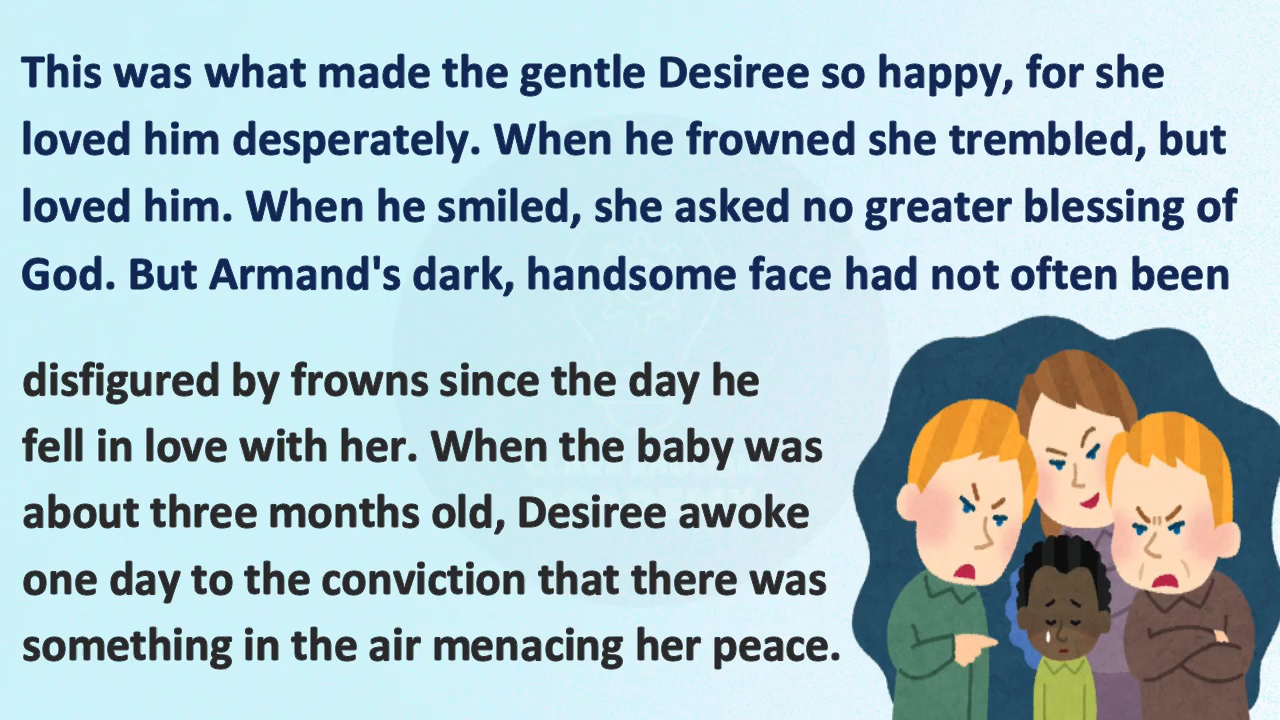 This was what made the gentle Desiree so happy, for she
loved him desperately. When he frowned she trembled, but
loved him. When he smiled, she asked no greater blessing of
God. But Armand's dark, handsome face had not often been
disfigured by frowns since the day he
fell in love with her. When the baby was
about three months old, Desiree awoke
one day to the conviction that there was
something in the air menacing her peace.